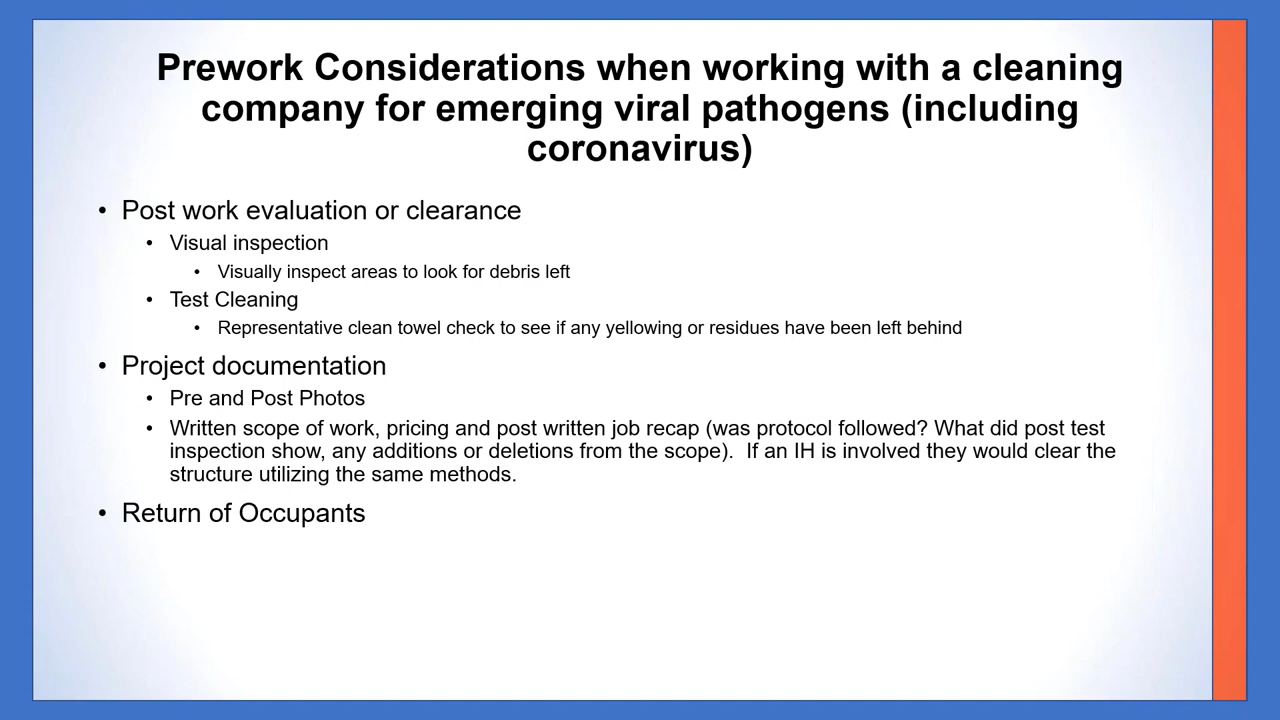 Prework Considerations when working with a cleaning
company for emerging viral pathogens (including
coronavirus)
• Post work evaluation or clearance
• Visual inspection
• Visually inspect areas to look for debris left
• Test Cleaning
• Representative clean towel check to see if any yellowing or residues have been left behind
• Project documentation
• Pre and Post Photos
• Written scope of work, pricing and post written job recap (was protocol followed? What did post test
inspection show, any additions or deletions from the scope).  If an IH is involved they would clear the
structure utilizing the same methods.
• Return of Occupants